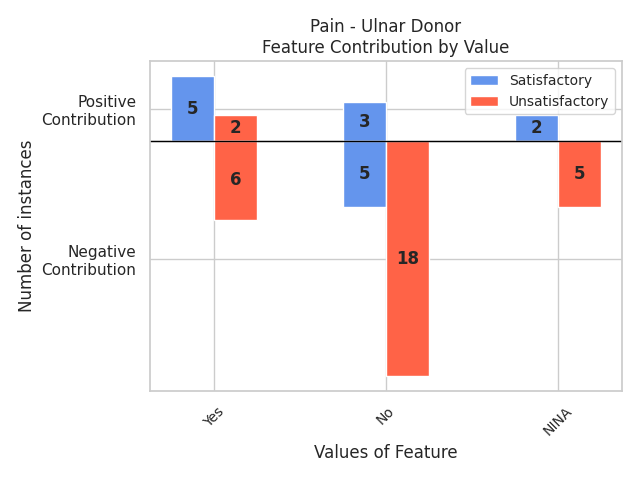 Pain - Ulnar Donor
Feature Contribution by Value
Satisfactory
Unsatisfactory
Positive
Contribution
Negative
Contribution
Number of instances
5
2
6
3
5
18
2
5
Yes
No
NINA
Values of Feature